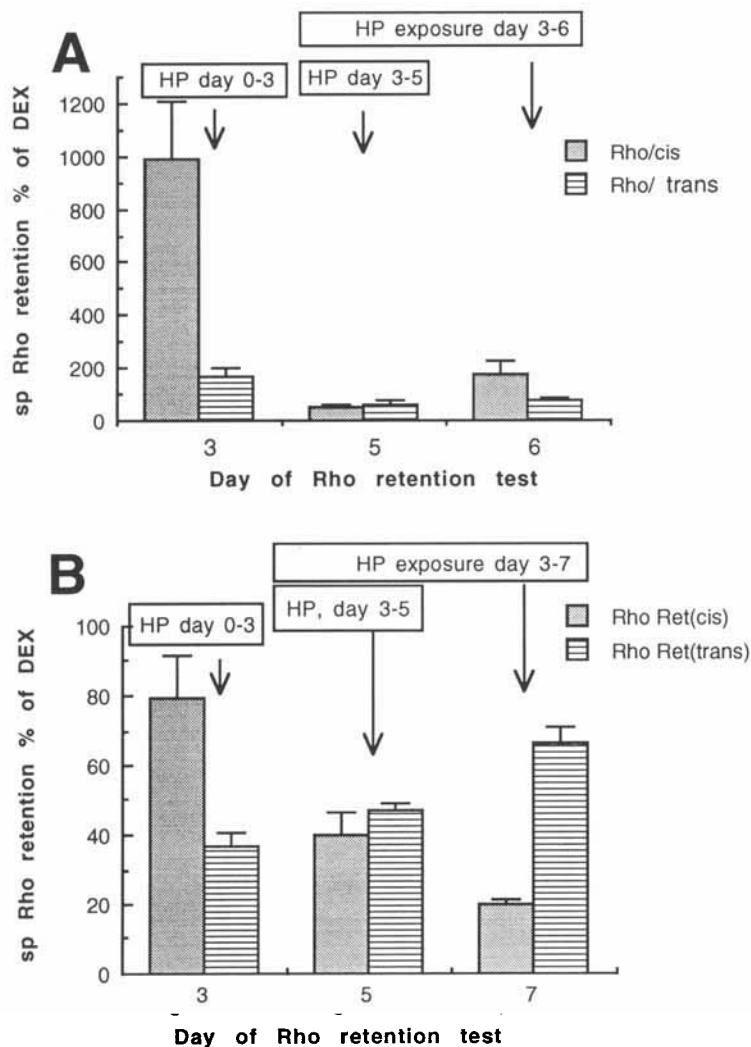 A
HP exposure day 3-6
HP day 0-3
HP day 3-5
sp Rho retention % of DEX
1200
1000
800
600
400
200
0
Rho/cis
Rho/ trans
3
5
6
Day of Rho retention test
B
HP exposure day 3-7
HP day 0-3
HP, day 3-5
sp Rho retention % of DEX
100
80
60
40
20
0
Rho Ret(cis)
Rho Ret(trans)
3
5
7
Day of Rho retention test